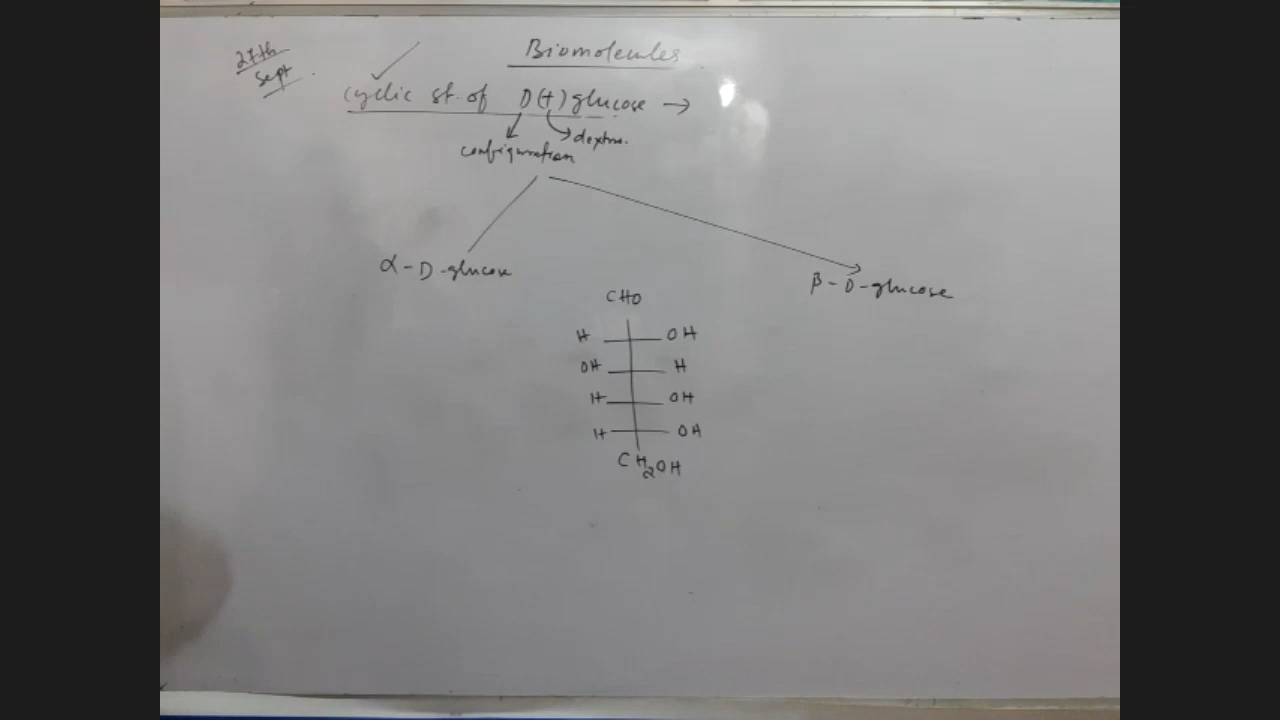 27th
Sept.
Biomolecules
cyclic st. of D(+) glucose →
dextro.
configuration
α-D-glucose
β-D-glucose
CHO
H OH
OH H
H OH
H OH
CH2OH